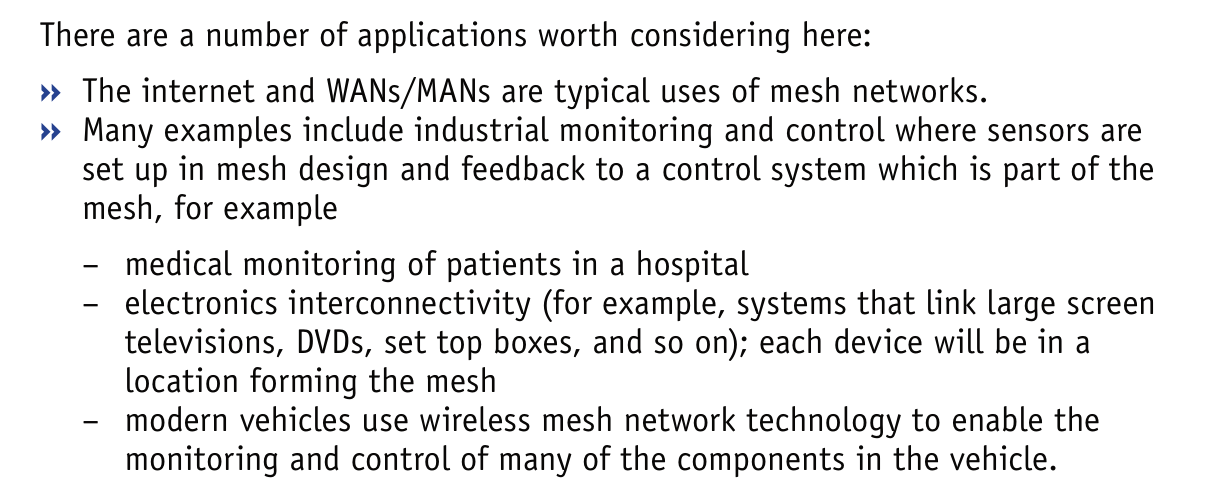 There are a number of applications worth considering here:
» The internet and WANs/MANs are typical uses of mesh networks.
» Many examples include industrial monitoring and control where sensors are
set up in mesh design and feedback to a control system which is part of the
mesh, for example
– medical monitoring of patients in a hospital
– electronics interconnectivity (for example, systems that link large screen
televisions, DVDs, set top boxes, and so on); each device will be in a
location forming the mesh
– modern vehicles use wireless mesh network technology to enable the
monitoring and control of many of the components in the vehicle.